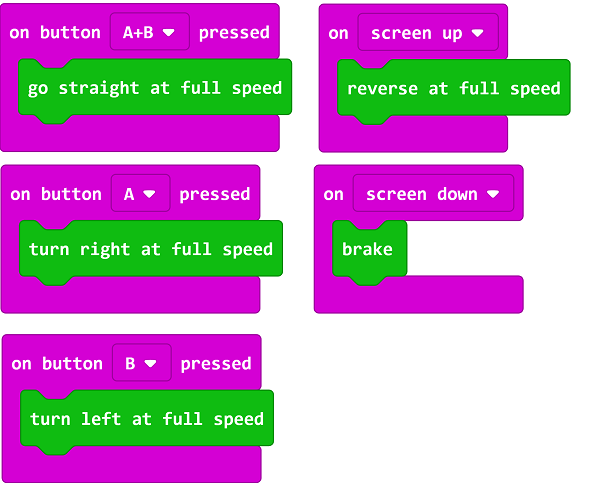 on button A+B pressed
go straight at full speed
on screen up
reverse at full speed
on button A pressed
turn right at full speed
on screen down
brake
on button B pressed
turn left at full speed